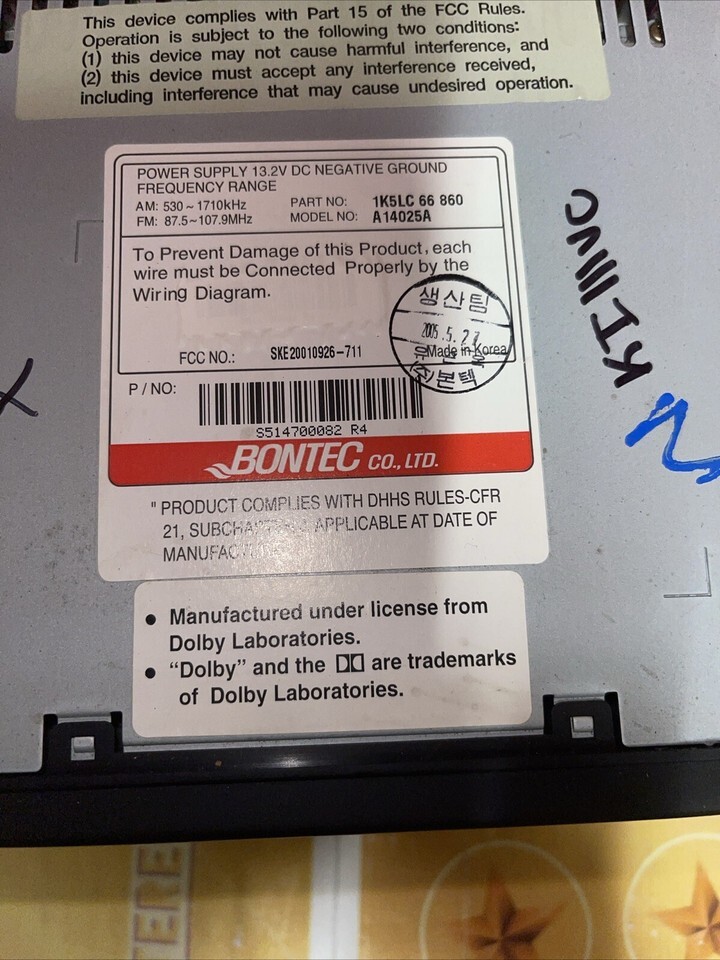 This device complies with Part 15 of the FCC Rules.
Operation is subject to the following two conditions:
(1) this device may not cause harmful interference, and
(2) this device must accept any interference received,
including interference that may cause undesired operation.
POWER SUPPLY 13.2V DC NEGATIVE GROUND
FREQUENCY RANGE
AM: 530~1710kHz PART NO: 1K5LC 66 860
FM: 87.5~107.9MHz MODEL NO: A14025A
To Prevent Damage of this Product, each
wire must be Connected Properly by the
Wiring Diagram.
생산팀
2005.5.27
FCC NO.: SKE20010926-711 Made in Korea
(주)본텍
P / NO:
S514700082 R4
BONTEC CO., LTD.
" PRODUCT COMPLIES WITH DHHS RULES-CFR
21, APPLICABLE AT DATE OF
Manufactured under license from
Dolby Laboratories.
"Dolby" and the are trademarks
of Dolby Laboratories.